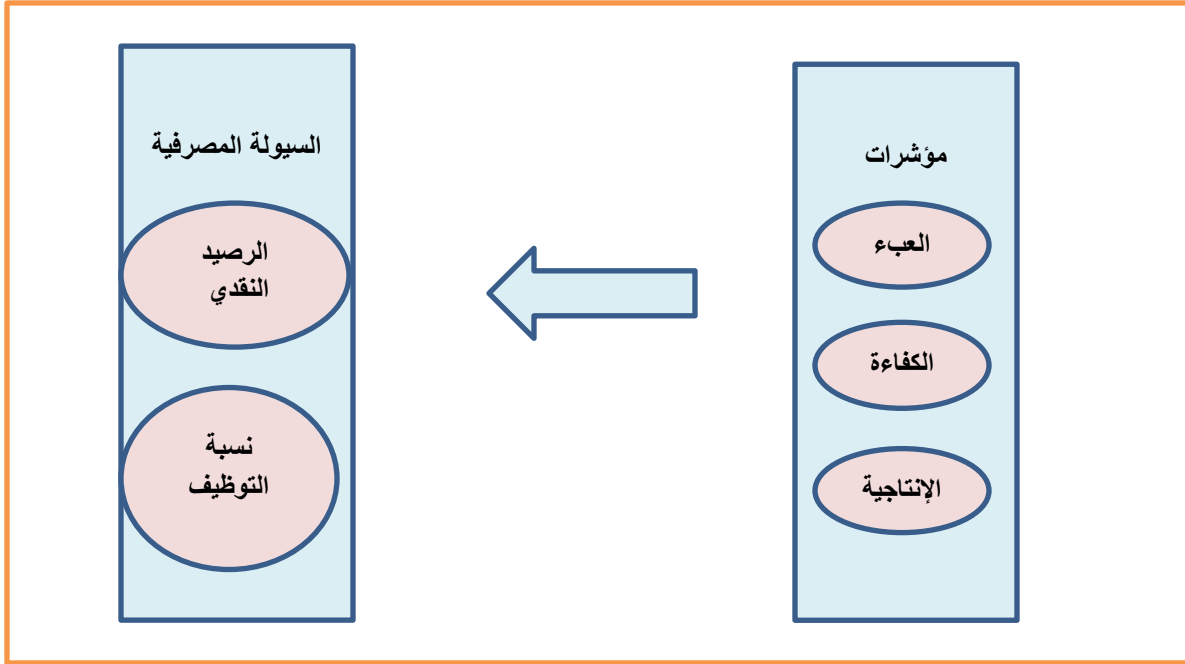 مؤشرات
العبء
الكفاءة
الإنتاجية
السيولة المصرفية
الرصيد
النقدي
نسبة
التوظيف